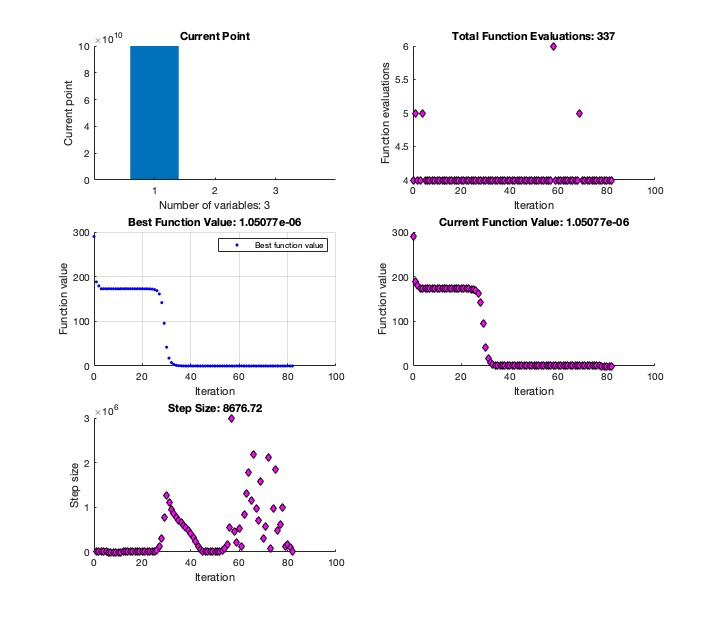 Current Point
×10^10
10
8
6
4
2
0
Current point
1 2 3
Number of variables: 3
Total Function Evaluations: 337
6
5.5
5
4.5
4
Function evaluations
0 20 40 60 80 100
Iteration
Best Function Value: 1.05077e-06
300
200
100
0
Function value
Best function value
0 20 40 60 80 100
Iteration
Current Function Value: 1.05077e-06
300
200
100
0
Function value
0 20 40 60 80 100
Iteration
Step Size: 8676.72
×10^6
3
2
1
0
Step size
0 20 40 60 80 100
Iteration